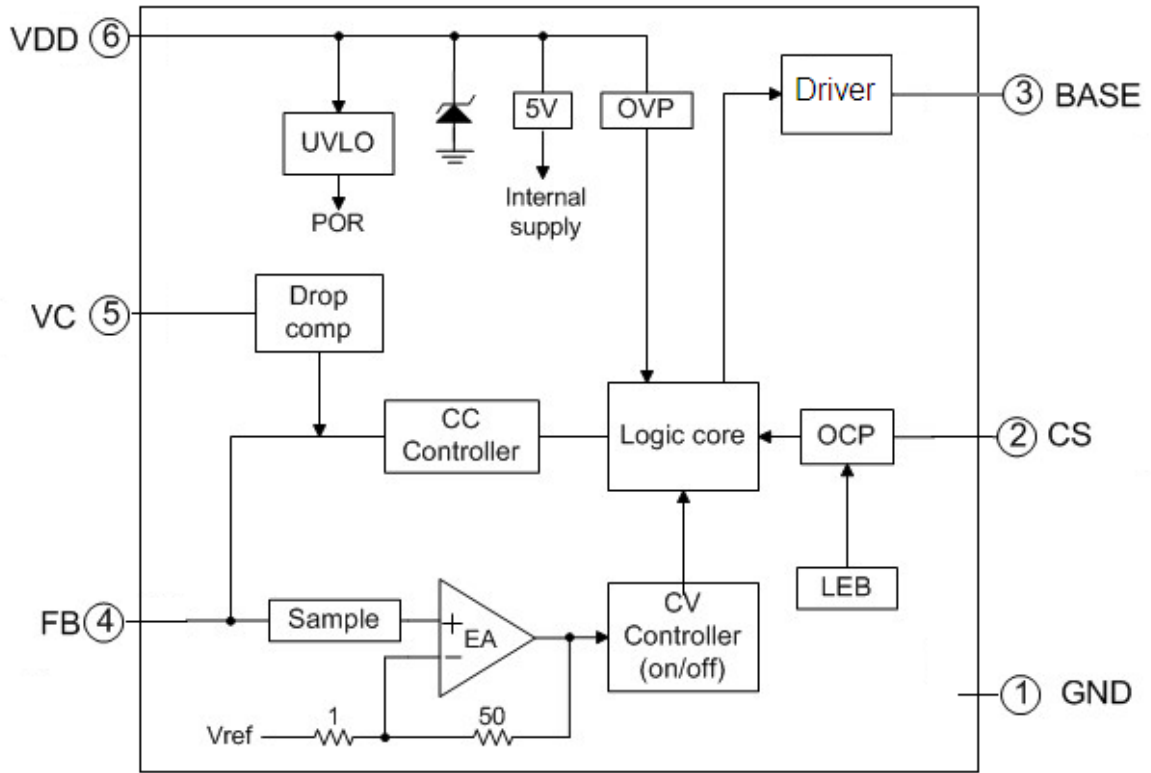 VDD 6
Driver
3 BASE
5V
OVP
UVLO
Internal
supply
POR
VC 5
Drop
comp
CC
Controller
Logic core
OCP
2 CS
LEB
FB 4
Sample
+
EA
−
CV
Controller
(on/off)
1 GND
Vref
1
50